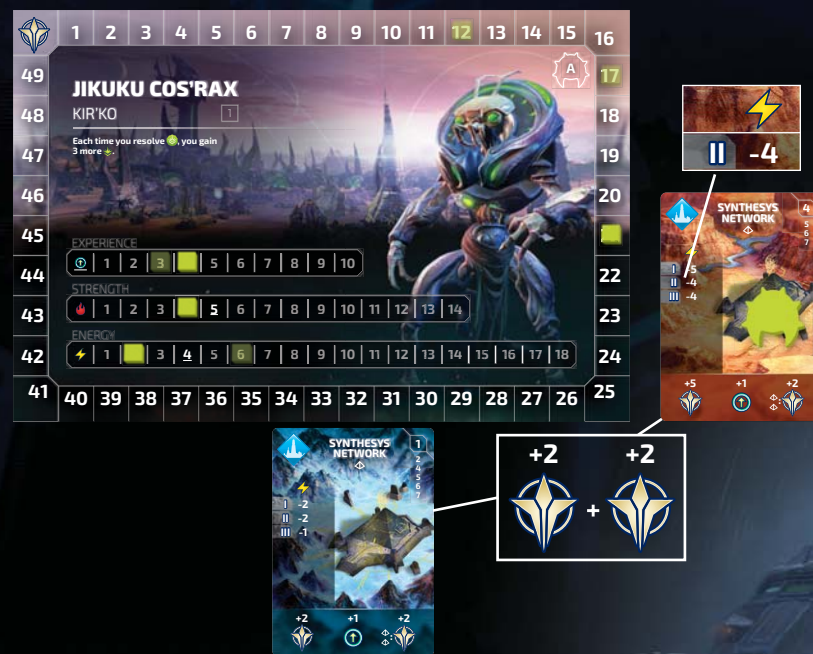 1 2 3 4 5 6 7 8 9 10 11 12 13 14 15 16
49 17
A
JIKUKU COS'RAX
48 18
KIR'KO 1
Each time you resolve , you gain
3 more .
47 19
46 20
45
EXPERIENCE
1 2 3 5 6 7 8 9 10
44 22
STRENGTH
1 2 3 5 6 7 8 9 10 11 12 13 14
43 23
ENERGY
1 3 4 5 6 7 8 9 10 11 12 13 14 15 16 17 18
42 24
41 40 39 38 37 36 35 34 33 32 31 30 29 28 27 26 25
II -4
SYNTHESYS
NETWORK
4
5
6
7
I -5
II -4
III -4
+5 +1 +2
:
SYNTHESYS
NETWORK
1
2
4
5
6
7
I -2
II -2
III -1
+2 +1 +2
:
+2 +2
+